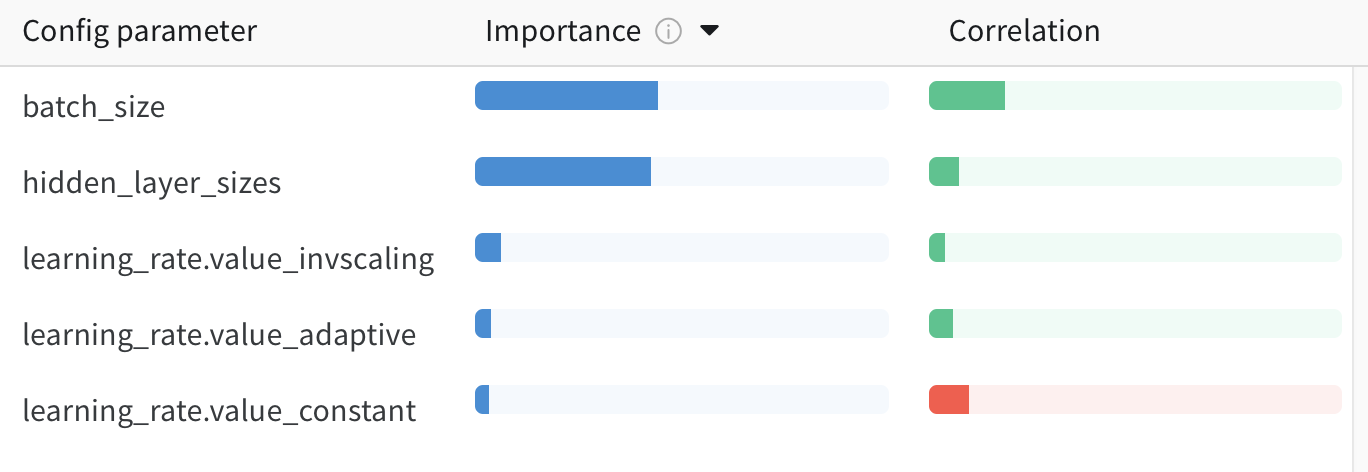 Config parameter Importance Correlation
batch_size
hidden_layer_sizes
learning_rate.value_invscaling
learning_rate.value_adaptive
learning_rate.value_constant